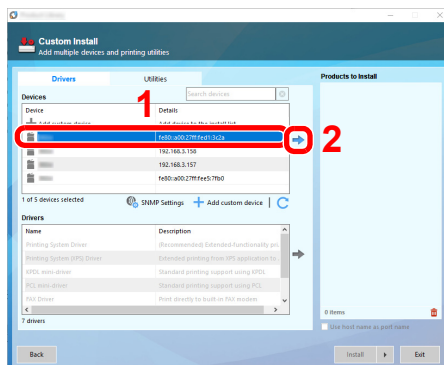 Custom Install
Add multiple devices and printing utilities
Drivers
Utilities
Products to Install
1
Devices
Search devices
Device
Details
Add custom device
Add device to the install list
fe80::a00:27ff:fed1:3c2a
2
192.168.3.158
192.168.3.157
fe80::a00:27ff:fee5:7fb0
1 of 5 devices selected
SNMP Settings
Add custom device
Drivers
Name
Description
Printing System Driver
(Recommended) Extended-functionality pri
Printing System (XPS) Driver
Extended printing from XPS application to
KPDL mini-driver
Standard printing support using KPDL
PCL mini-driver
Standard printing support using PCL
FAX Driver
Print directly to built-in FAX modem
7 drivers
0 items
Use host name as port name
Back
Install
Exit